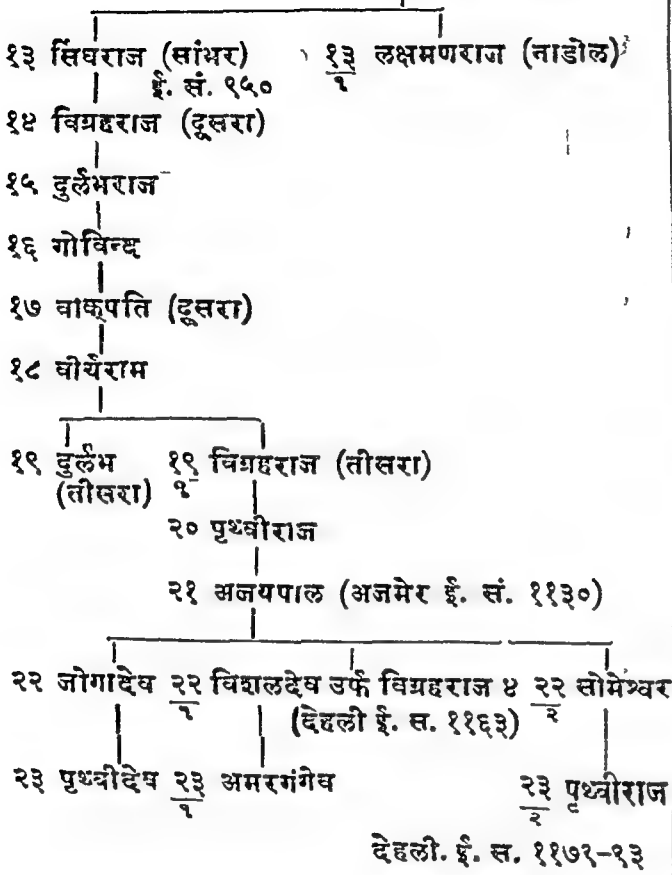 १३ सिंघराज (सांभर) १३/१ लक्षमणराज (नाडोल)
ई. सं. ९५०
१४ विग्रहराज (दूसरा)
१५ दुर्लभराज
१६ गोविन्द
१७ वाक्पति (दूसरा)
१८ वीर्यराम
१९ दुर्लभ १९/१ विग्रहराज (तीसरा)
(तीसरा)
२० पृथ्वीराज
२१ अजयपाल (अजमेर ई. सं. ११३०)
२२ जोगादेव २२/१ विशलदेव उर्फ विग्रहराज ४ २२/२ सोमेश्वर
(देहली ई. स. ११६३)
२३ पृथ्वीदेव २३/१ अमरगंगेव २३/२ पृथ्वीराज
देहली. ई. स. ११७१-९३